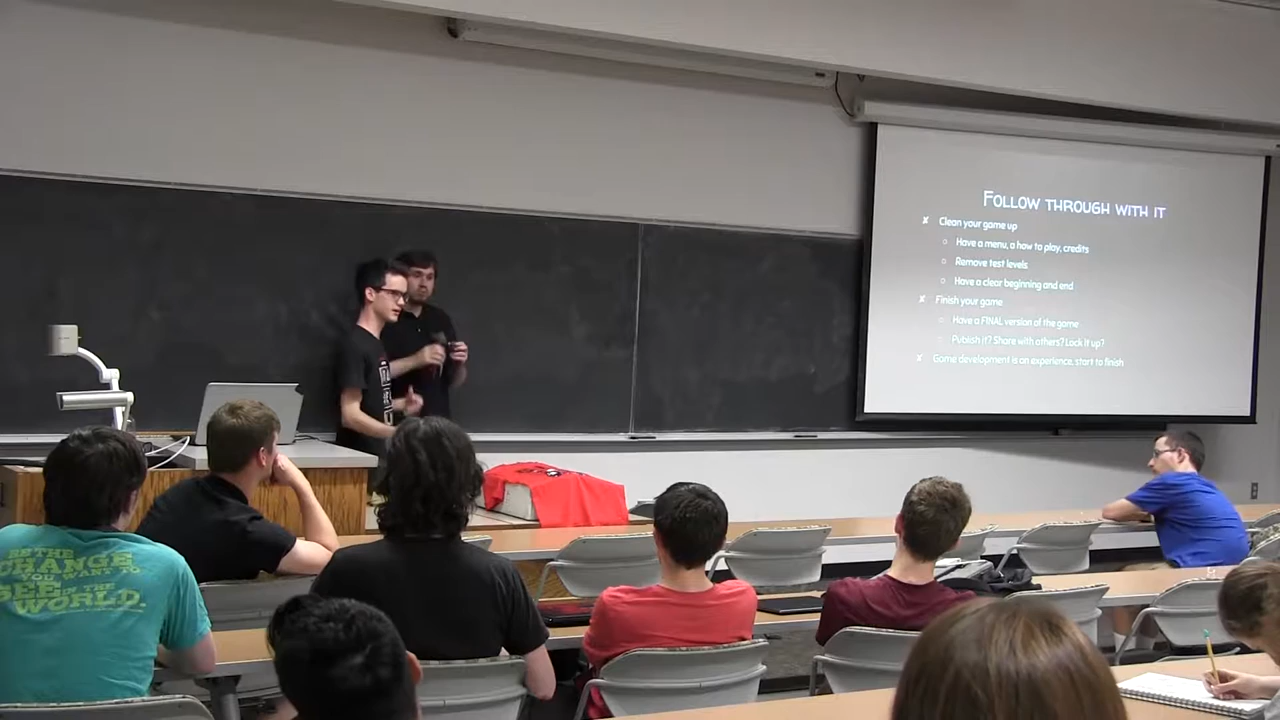 FOLLOW THROUGH WITH IT
Clean your game up
Have a menu, a how to play, credits
Remove test levels
Have a clear beginning and end
Finish your game
Have a FINAL version of the game
Publish it? Share with others? Lock it up?
Game development is an experience, start to finish
BE THE
CHANGE
YOU WANT TO
SEE IN THE
WORLD.